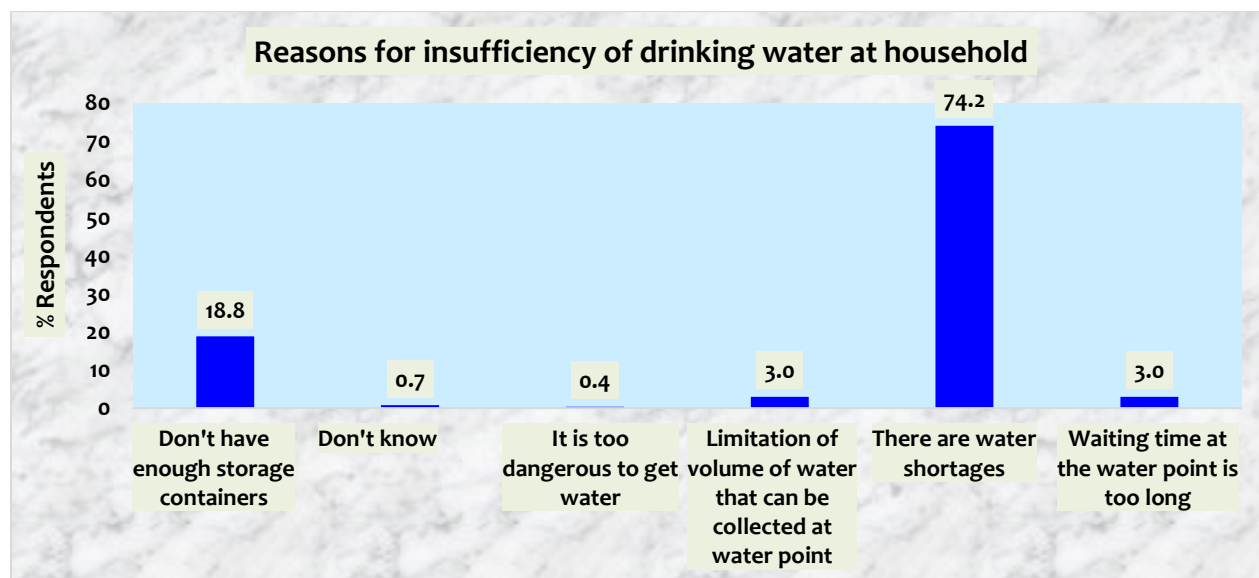 Reasons for insufficiency of drinking water at household
% Respondents
80
70
60
50
40
30
20
10
0
18.8
0.7
0.4
3.0
74.2
3.0
Don't have
enough storage
containers
Don't know
It is too
dangerous to get
water
Limitation of
volume of water
that can be
collected at
water point
There are water
shortages
Waiting time at
the water point is
too long